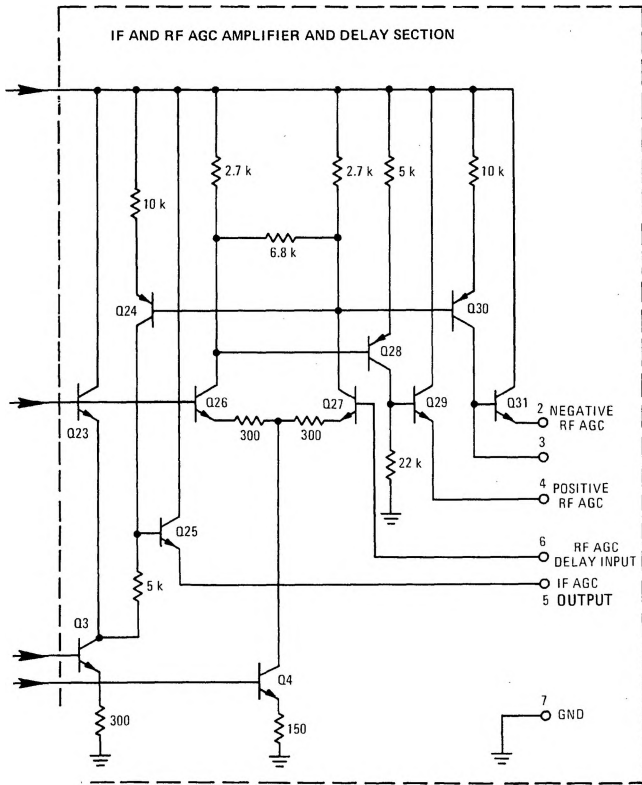 IF AND RF AGC AMPLIFIER AND DELAY SECTION
2.7 k
2.7 k
5 k
10 k
10 k
6.8 k
Q24
Q30
Q28
Q26
Q27
Q29
Q31
Q23
300
300
2 NEGATIVE
RF AGC
3
22 k
4 POSITIVE
RF AGC
Q25
6 RF AGC
DELAY INPUT
5 k
IF AGC
5 OUTPUT
Q3
Q4
7
GND
300
150